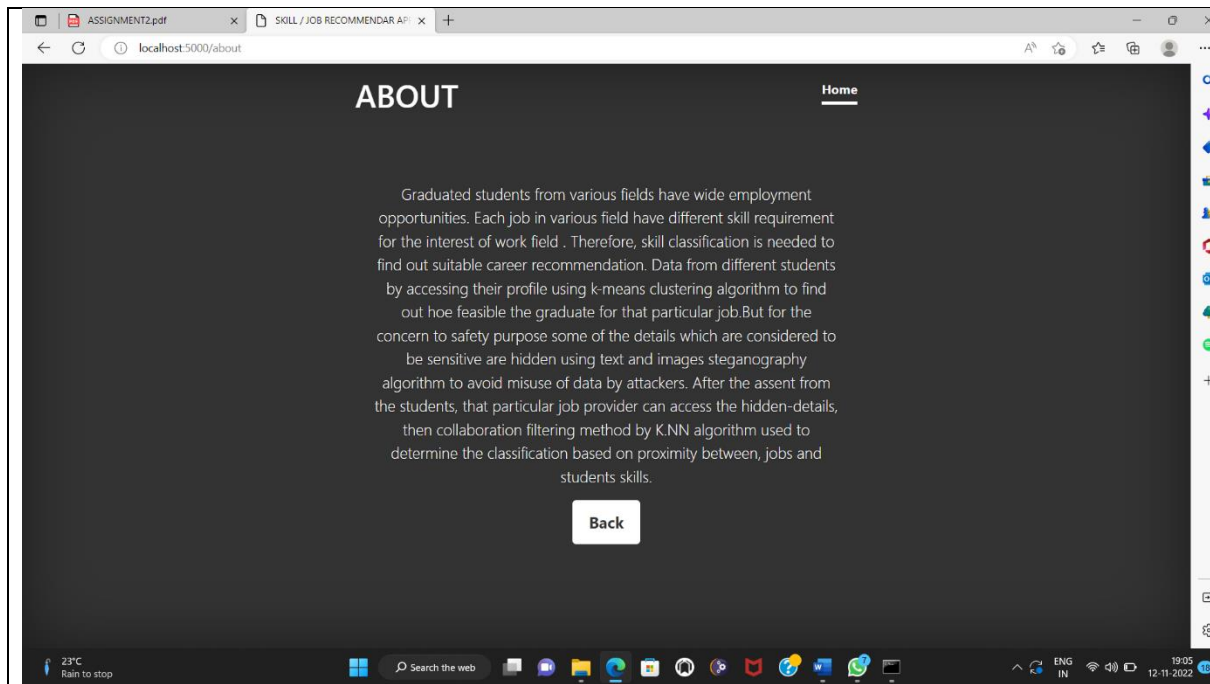 ASSIGNMENT2.pdf
SKILL / JOB RECOMMENDAR AP
localhost:5000/about
ABOUT
Home
Graduated students from various fields have wide employment
opportunities. Each job in various field have different skill requirement
for the interest of work field . Therefore, skill classification is needed to
find out suitable career recommendation. Data from different students
by accessing their profile using k-means clustering algorithm to find
out hoe feasible the graduate for that particular job.But for the
concern to safety purpose some of the details which are considered to
be sensitive are hidden using text and images steganography
algorithm to avoid misuse of data by attackers. After the assent from
the students, that particular job provider can access the hidden-details,
then collaboration filtering method by K.NN algorithm used to
determine the classification based on proximity between, jobs and
students skills.
Back
23°C
Rain to stop
Search the web
ENG
IN
19:05
12-11-2022
18